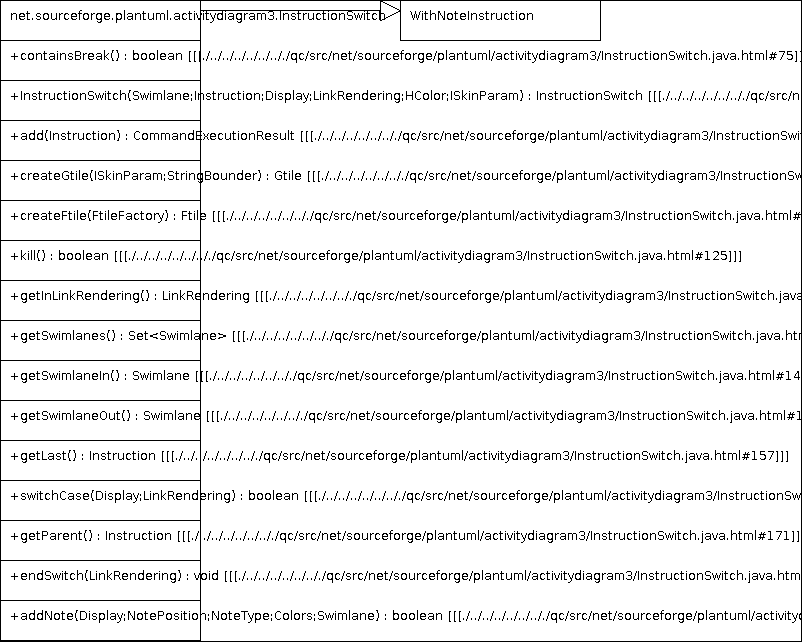 net.sourceforge.plantuml.activitydiagram3.InstructionSwitch
WithNoteInstruction
+containsBreak() : boolean [[[./../../../../../../qc/src/net/sourceforge/plantuml/activitydiagram3/InstructionSwitch.java.html#75]]]
+InstructionSwitch(Swimlane;Instruction;Display;LinkRendering;HColor;ISkinParam) : InstructionSwitch [[[./../../../../../../qc/src/n
+add(Instruction) : CommandExecutionResult [[[./../../../../../../qc/src/net/sourceforge/plantuml/activitydiagram3/InstructionSwi
+createGtile(ISkinParam;StringBounder) : Gtile [[[./../../../../../../qc/src/net/sourceforge/plantuml/activitydiagram3/InstructionSw
+createFtile(FtileFactory) : Ftile [[[./../../../../../../qc/src/net/sourceforge/plantuml/activitydiagram3/InstructionSwitch.java.html#
+kill() : boolean [[[./../../../../../../qc/src/net/sourceforge/plantuml/activitydiagram3/InstructionSwitch.java.html#125]]]
+getInLinkRendering() : LinkRendering [[[./../../../../../../qc/src/net/sourceforge/plantuml/activitydiagram3/InstructionSwitch.java
+getSwimlanes() : Set<Swimlane> [[[./../../../../../../qc/src/net/sourceforge/plantuml/activitydiagram3/InstructionSwitch.java.htm
+getSwimlaneIn() : Swimlane [[[./../../../../../../qc/src/net/sourceforge/plantuml/activitydiagram3/InstructionSwitch.java.html#14
+getSwimlaneOut() : Swimlane [[[./../../../../../../qc/src/net/sourceforge/plantuml/activitydiagram3/InstructionSwitch.java.html#1
+getLast() : Instruction [[[./../../../../../../qc/src/net/sourceforge/plantuml/activitydiagram3/InstructionSwitch.java.html#157]]]
+switchCase(Display;LinkRendering) : boolean [[[./../../../../../../qc/src/net/sourceforge/plantuml/activitydiagram3/InstructionSw
+getParent() : Instruction [[[./../../../../../../qc/src/net/sourceforge/plantuml/activitydiagram3/InstructionSwitch.java.html#171]]]
+endSwitch(LinkRendering) : void [[[./../../../../../../qc/src/net/sourceforge/plantuml/activitydiagram3/InstructionSwitch.java.htm
+addNote(Display;NotePosition;NoteType;Colors;Swimlane) : boolean [[[./../../../../../../qc/src/net/sourceforge/plantuml/activity